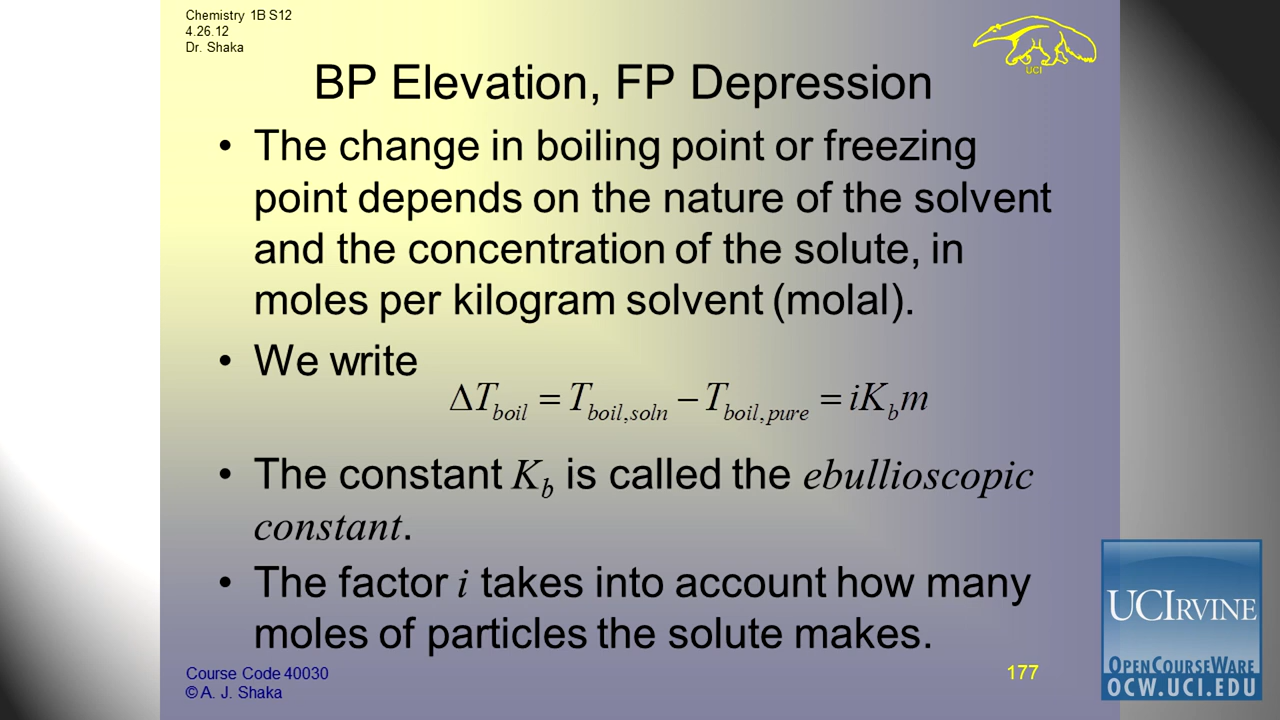 Chemistry 1B S12
4.26.12
Dr. Shaka
UCI
BP Elevation, FP Depression
• The change in boiling point or freezing
point depends on the nature of the solvent
and the concentration of the solute, in
moles per kilogram solvent (molal).
• We write
ΔT_boil = T_boil,soln − T_boil,pure = iK_b m
• The constant K_b is called the ebullioscopic
constant.
• The factor i takes into account how many
moles of particles the solute makes.
Course Code 40030
© A. J. Shaka
177
UCIRVINE
OPENCOURSEWARE
OCW.UCI.EDU